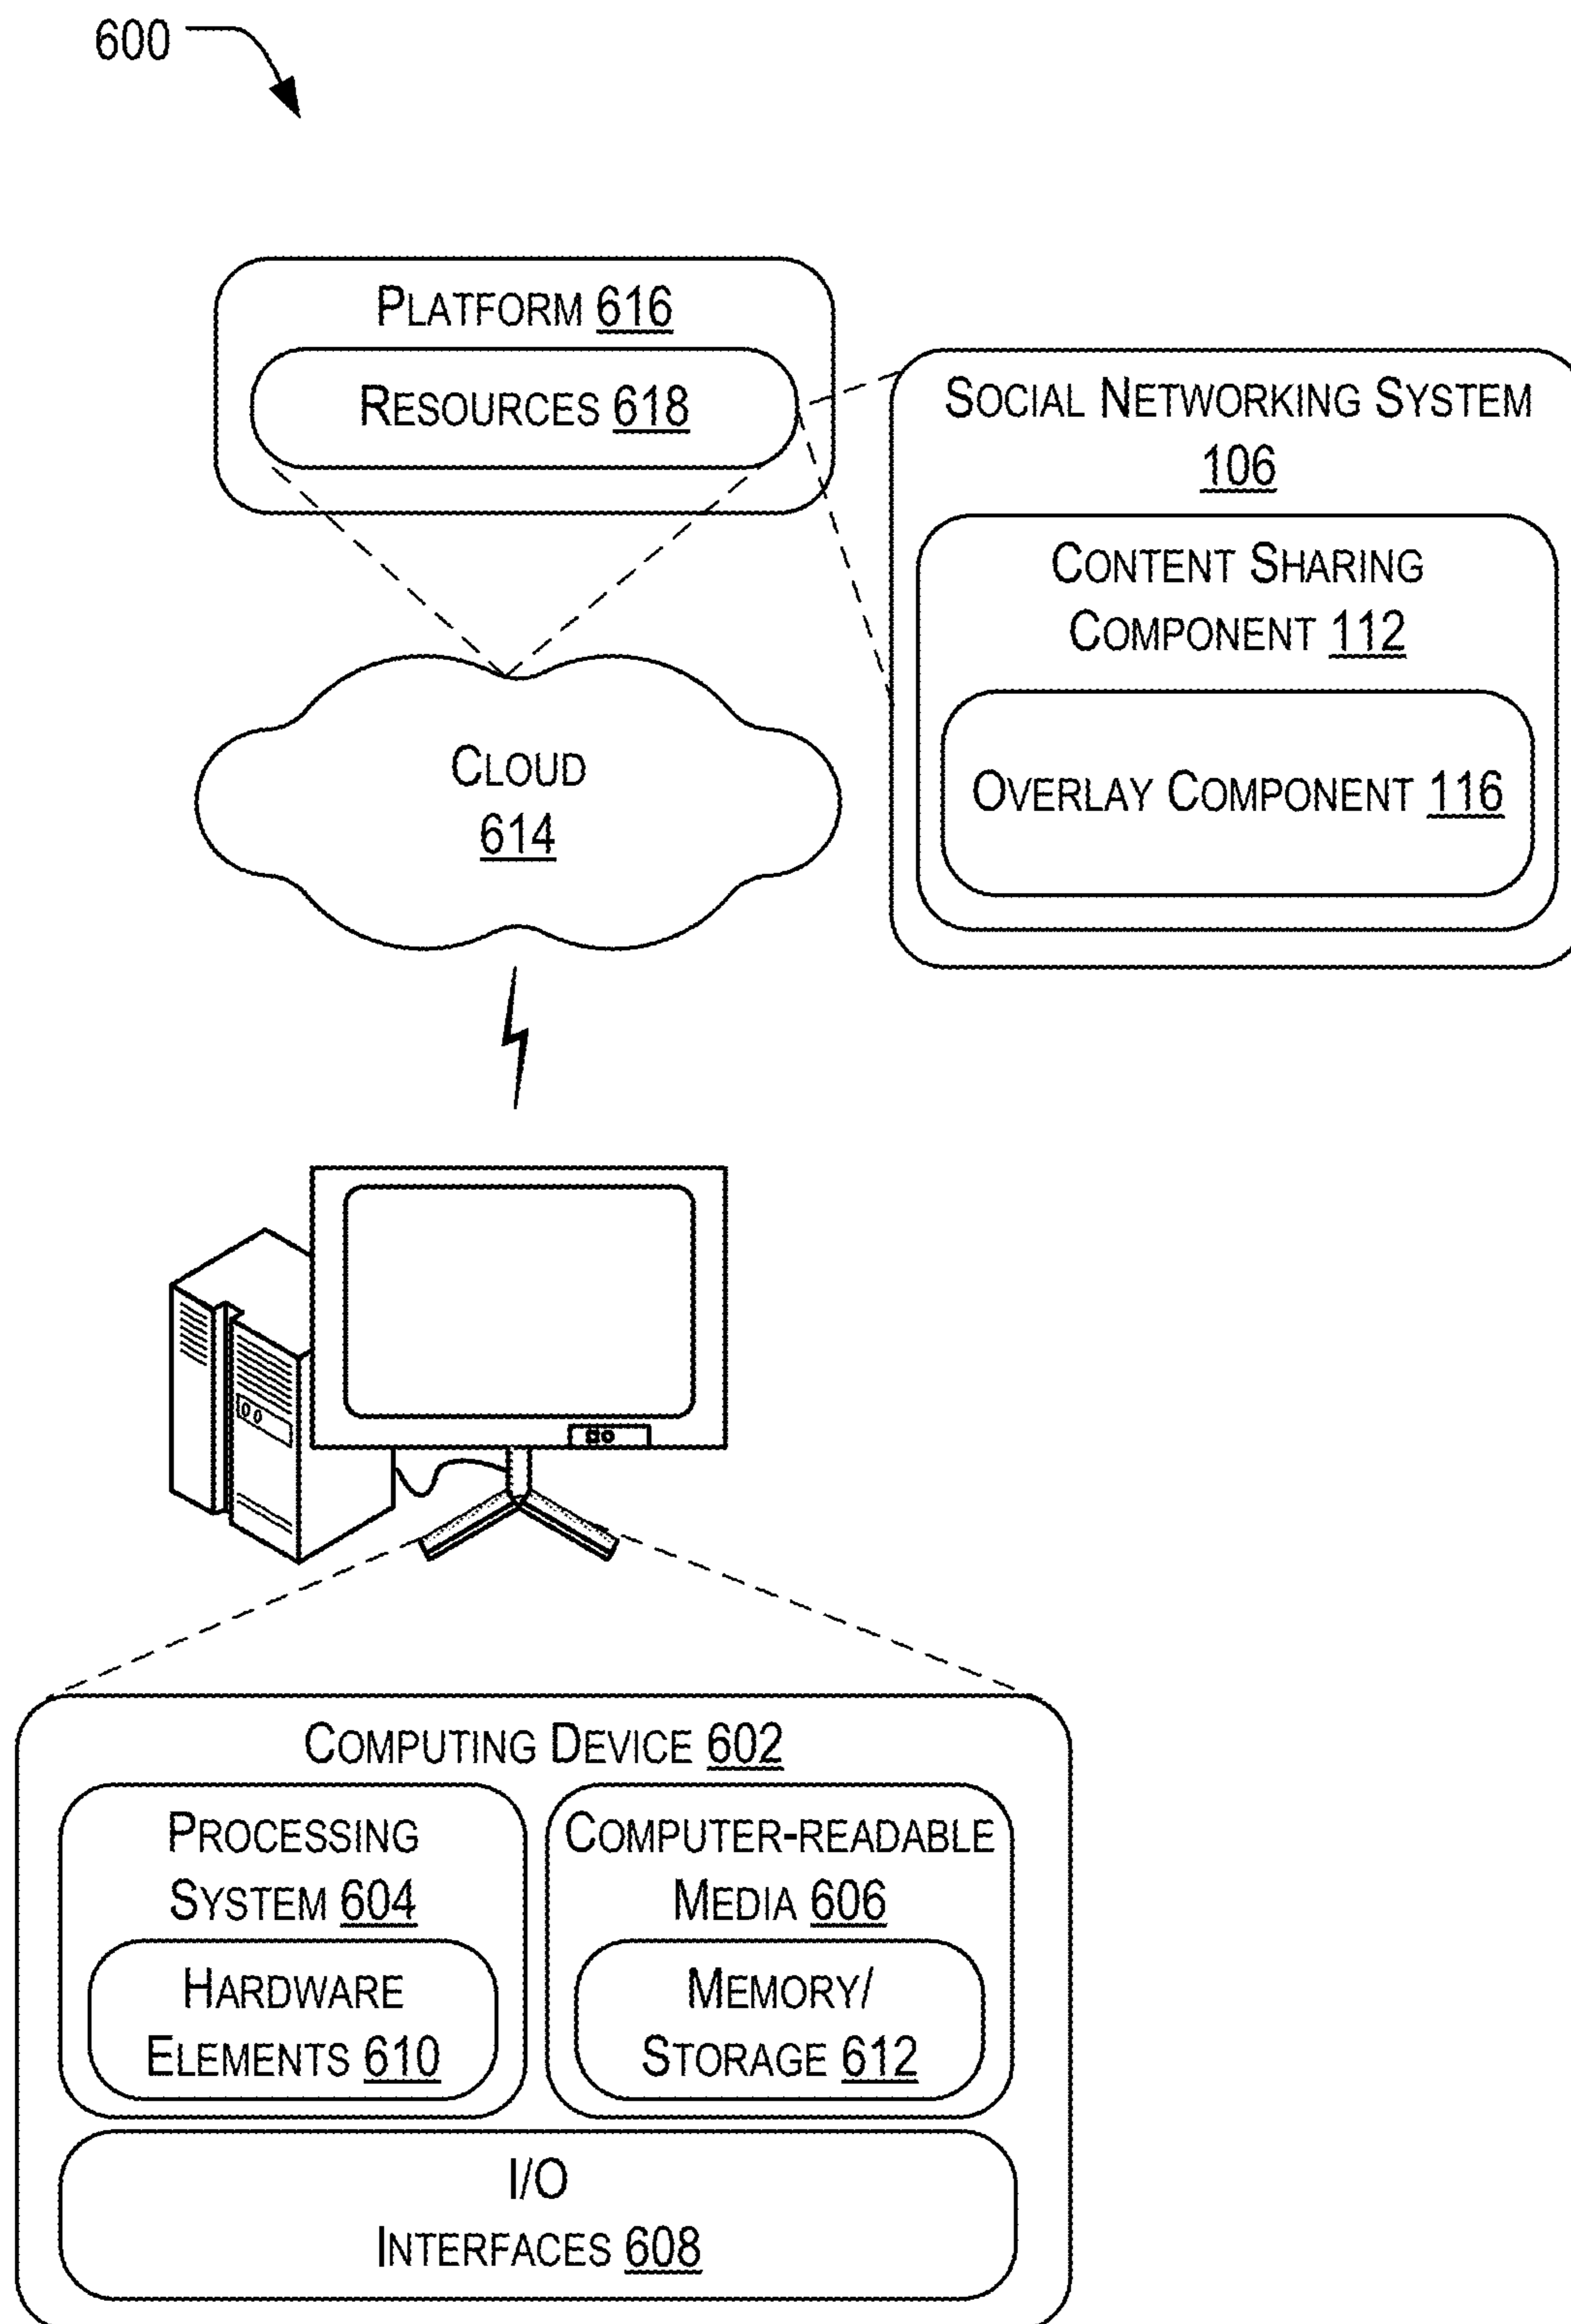 600
PLATFORM 616
RESOURCES 618
SOCIAL NETWORKING SYSTEM
106
CONTENT SHARING
COMPONENT 112
OVERLAY COMPONENT 116
CLOUD
614
COMPUTING DEVICE 602
PROCESSING
SYSTEM 604
HARDWARE
ELEMENTS 610
COMPUTER-READABLE
MEDIA 606
MEMORY/
STORAGE 612
I/O
INTERFACES 608